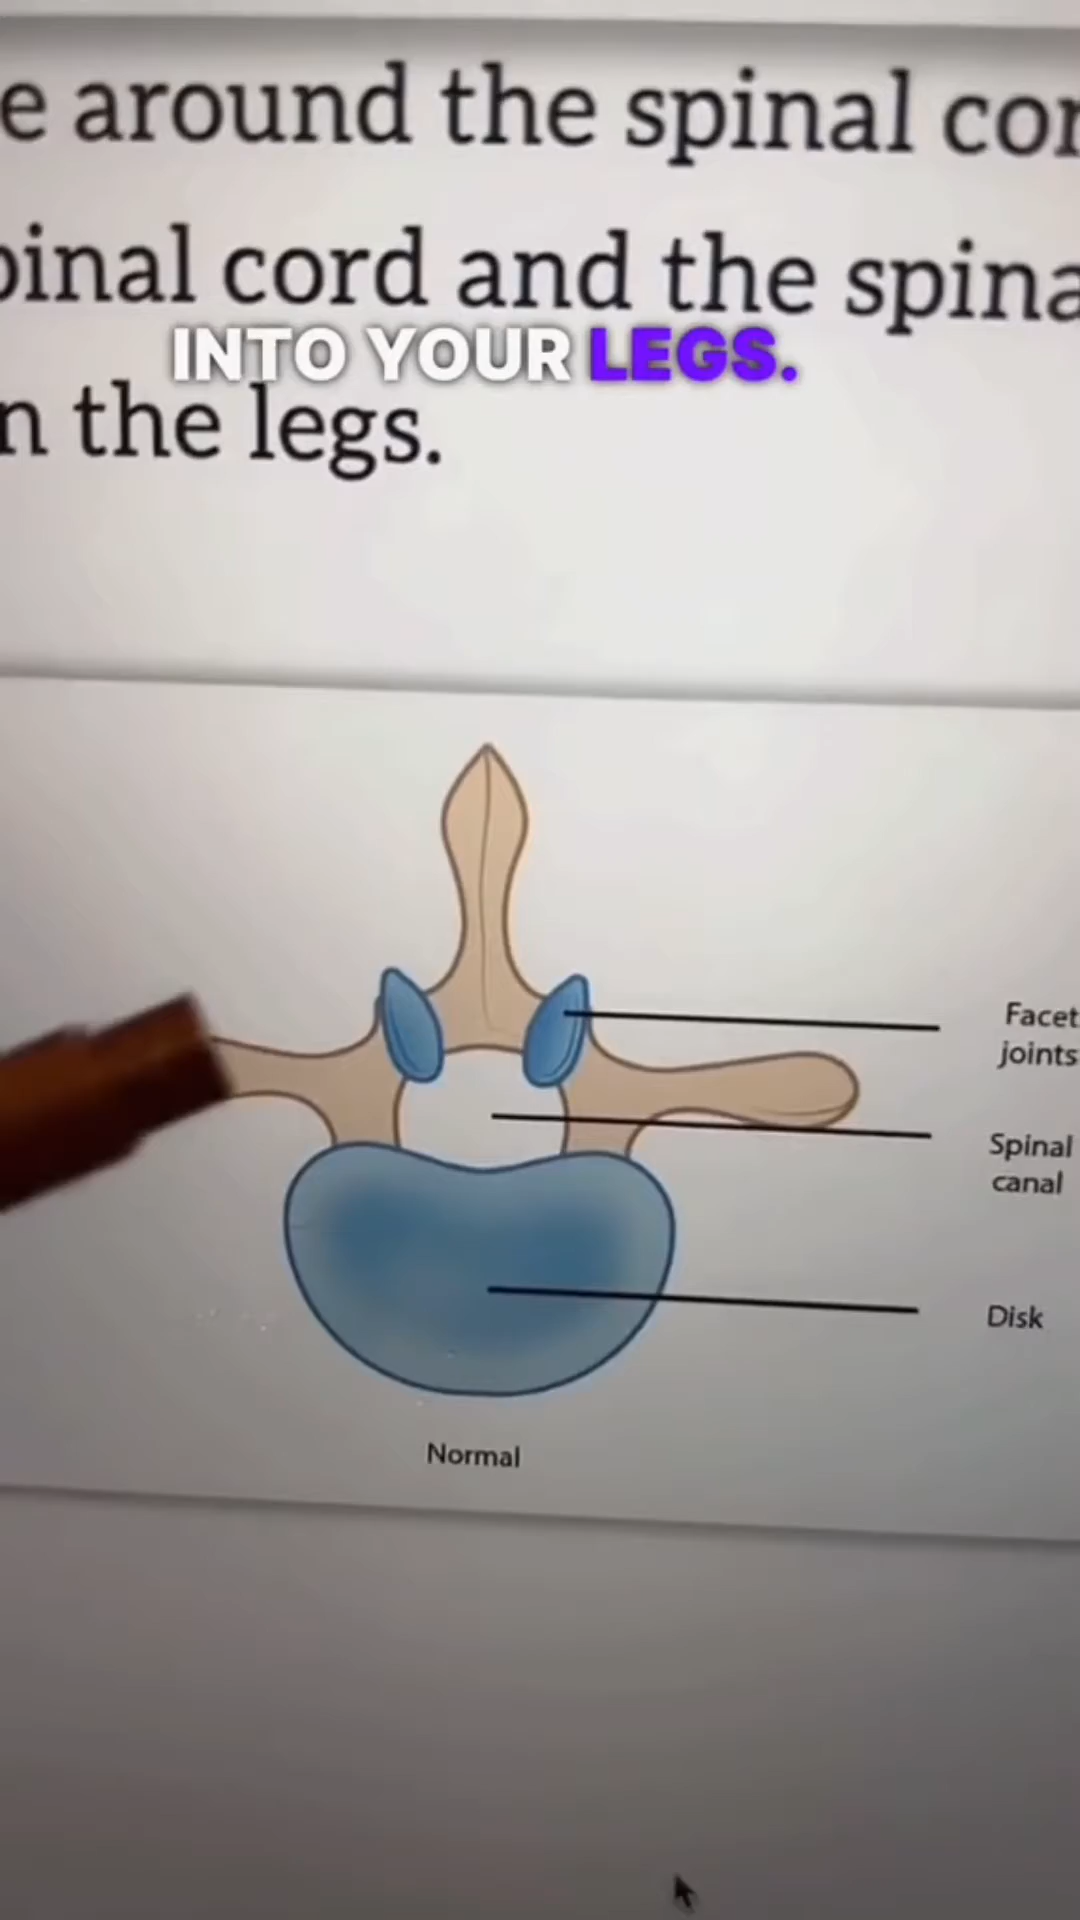 e around the spinal cor
pinal cord and the spina
INTO YOUR LEGS.
n the legs.
Facet
joints
Spinal
canal
Disk
Normal